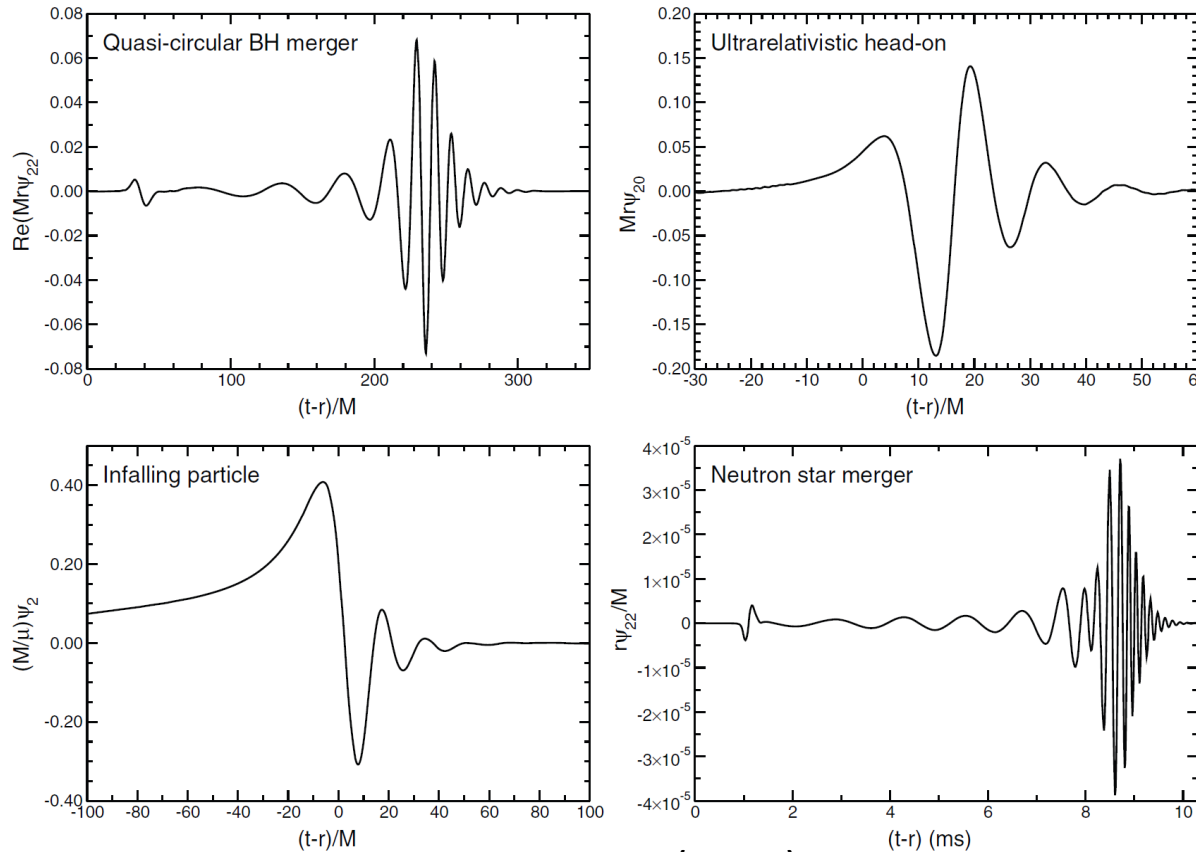 Quasi-circular BH merger
0.08
0.06
0.04
0.02
0.00
-0.02
-0.04
-0.06
-0.08
Re(Mrψ22)
0 100 200 300
(t-r)/M
Ultrarelativistic head-on
0.20
0.15
0.10
0.05
0.00
-0.05
-0.10
-0.15
-0.20
Mrψ20
-30 -20 -10 0 10 20 30 40 50 60
(t-r)/M
Infalling particle
0.40
0.20
0.00
-0.20
-0.40
(M/μ)ψ2
-100 -80 -60 -40 -20 0 20 40 60 80 100
(t-r)/M
Neutron star merger
4×10-5
3×10-5
2×10-5
1×10-5
0
-1×10-5
-2×10-5
-3×10-5
-4×10-5
rψ22/M
0 2 4 6 8 10
(t-r) (ms)